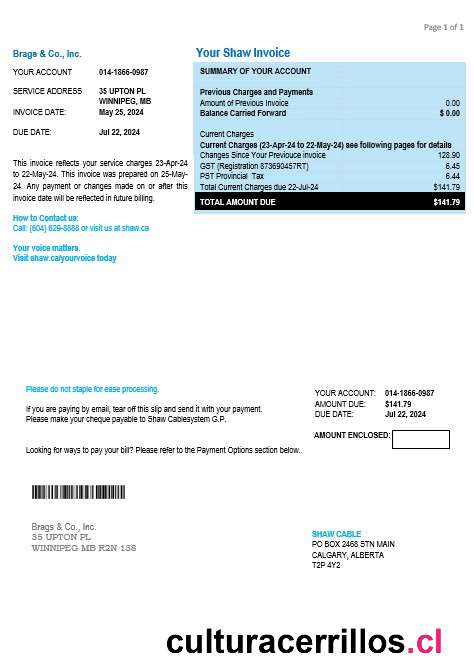 Page 1 of 1
Brags & Co., Inc.
YOUR ACCOUNT 014-1866-0987
SERVICE ADDRESS 35 UPTON PL
WINNIPEG, MB
INVOICE DATE: May 25, 2024
DUE DATE: Jul 22, 2024
This invoice reflects your service charges 23-Apr-24
to 22-May-24. This invoice was prepared on 25-May-
24. Any payment or changes made on or after this
invoice date will be reflected in future billing.
How to Contact us:
Call: (604) 629-8888 or visit us at shaw.ca
Your voice matters.
Visit shaw.ca/yourvoice today
Your Shaw Invoice
SUMMARY OF YOUR ACCOUNT
Previous Charges and Payments
Amount of Previous Invoice 0.00
Balance Carried Forward $ 0.00
Current Charges
Current Charges (23-Apr-24 to 22-May-24) see following pages for details
Changes Since Your Previouce invoice 128.90
GST (Registration 873690457RT) 6.45
PST Provincial Tax 6.44
Total Current Charges due 22-Jul-24 $141.79
TOTAL AMOUNT DUE $141.79
Please do not staple for ease processing.
If you are paying by email, tear off this slip and send it with your payment.
Please make your cheque payable to Shaw Cablesystem G.P.
Looking for ways to pay your bill? Please refer to the Payment Options section below.
YOUR ACCOUNT: 014-1866-0987
AMOUNT DUE: $141.79
DUE DATE: Jul 22, 2024
AMOUNT ENCLOSED:
Brags & Co., Inc.
35 UPTON PL
WINNIPEG MB R2N 138
SHAW CABLE
PO BOX 2468 STN MAIN
CALGARY, ALBERTA
T2P 4Y2
culturacerrillos.cl